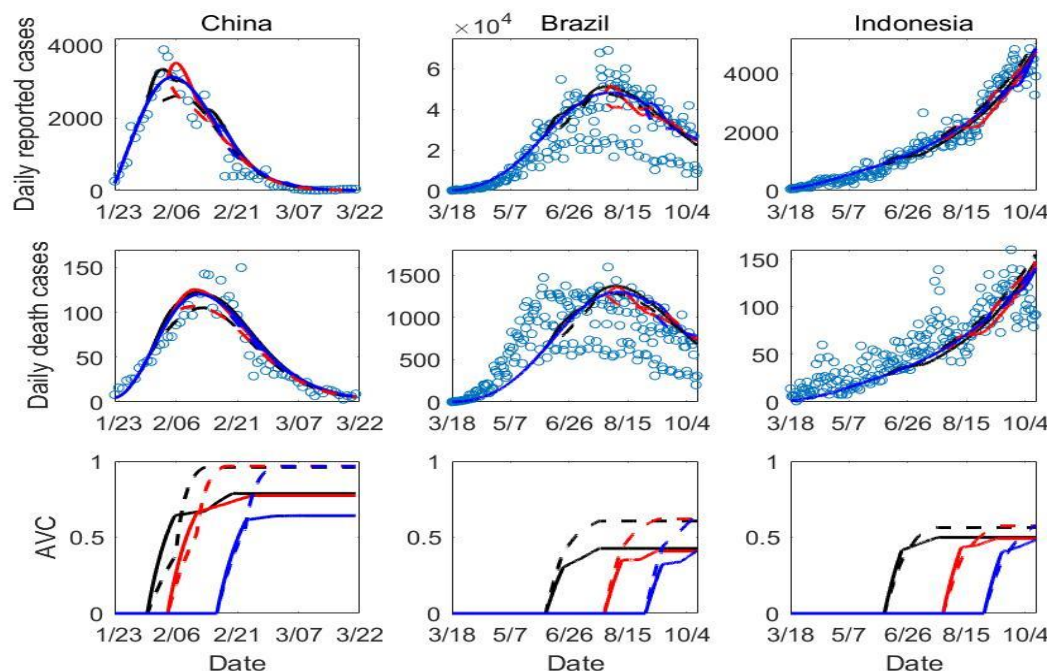 China Brazil Indonesia
Daily reported cases
4000
2000
0
1/23 2/06 2/21 3/07 3/22
× 10⁴
6
4
2
0
3/18 5/7 6/26 8/15 10/4
4000
2000
0
3/18 5/7 6/26 8/15 10/4
Daily death cases
150
100
50
0
1/23 2/06 2/21 3/07 3/22
1500
1000
500
0
3/18 5/7 6/26 8/15 10/4
150
100
50
0
3/18 5/7 6/26 8/15 10/4
AVC
1
0.5
0
1/23 2/06 2/21 3/07 3/22
Date
1
0.5
0
3/18 5/7 6/26 8/15 10/4
Date
1
0.5
0
3/18 5/7 6/26 8/15 10/4
Date